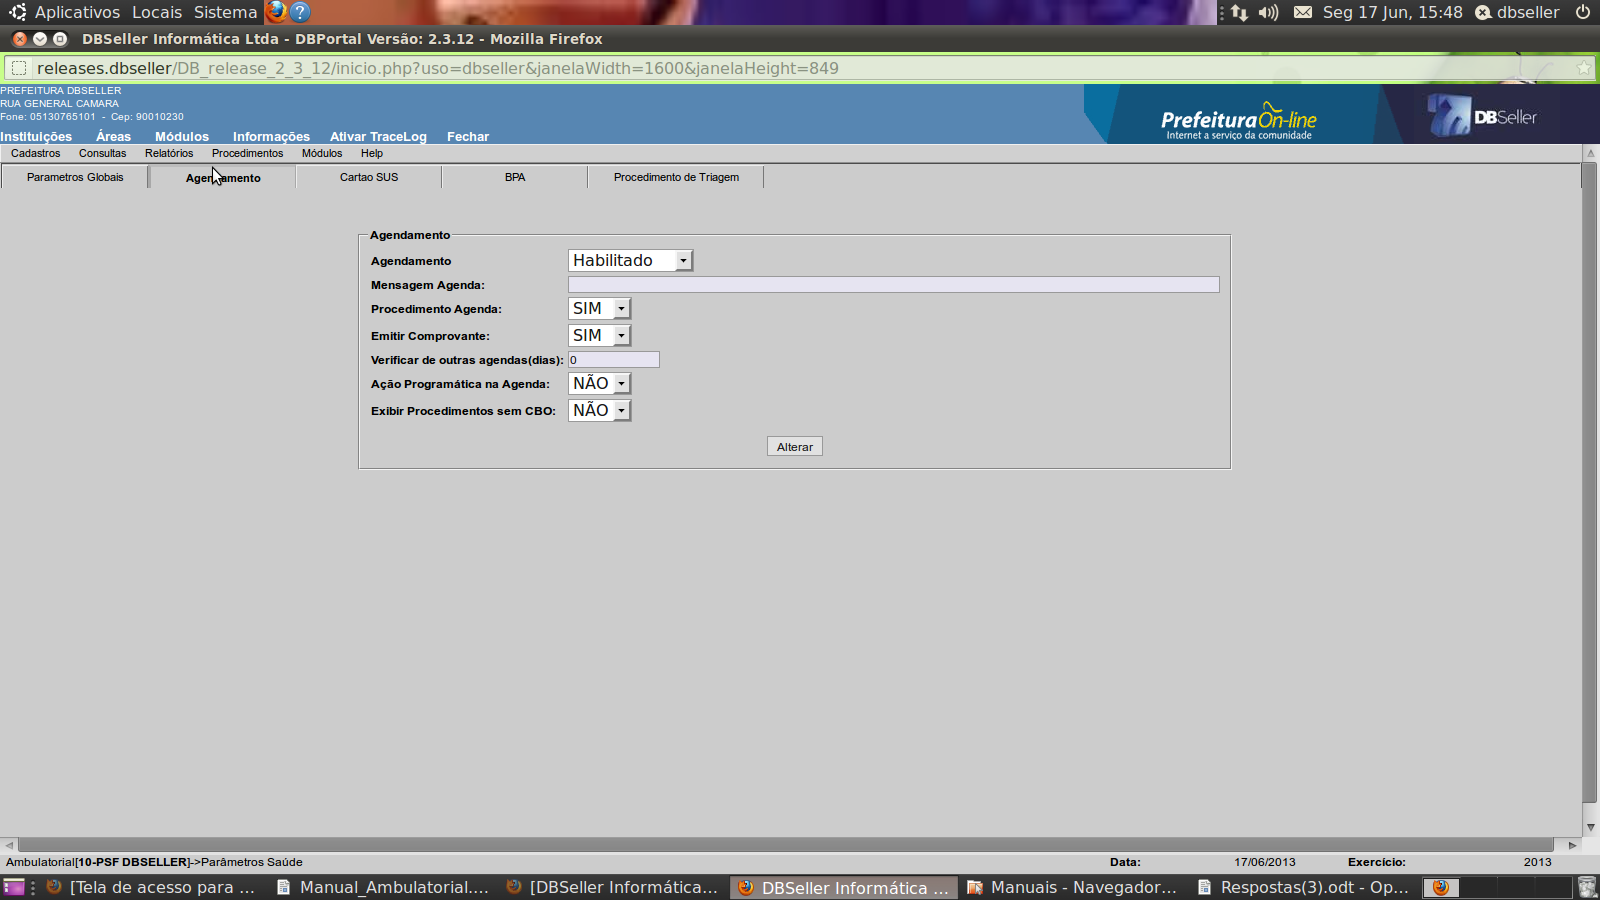 Aplicativos Locais Sistema Seg 17 Jun, 15:48 dbseller
DBSeller Informática Ltda - DBPortal Versão: 2.3.12 - Mozilla Firefox
releases.dbseller/DB_release_2_3_12/inicio.php?uso=dbseller&janelaWidth=1600&janelaHeight=849
PREFEITURA DBSELLER
RUA GENERAL CAMARA
Fone: 05130765101 - Cep: 90010230
Prefeitura On-line
Internet a serviço da comunidade
DBSeller
Instituições Áreas Módulos Informações Ativar TraceLog Fechar
Cadastros Consultas Relatórios Procedimentos Módulos Help
Parametros Globais Agendamento Cartao SUS BPA Procedimento de Triagem
Agendamento
Agendamento Habilitado
Mensagem Agenda:
Procedimento Agenda: SIM
Emitir Comprovante: SIM
Verificar de outras agendas(dias): 0
Ação Programática na Agenda: NÃO
Exibir Procedimentos sem CBO: NÃO
Alterar
Ambulatorial[10-PSF DBSELLER]->Parâmetros Saúde Data: 17/06/2013 Exercício: 2013
[Tela de acesso para ... Manual_Ambulatorial.... [DBSeller Informática... DBSeller Informática ... Manuais - Navegador... Respostas(3).odt - Op...